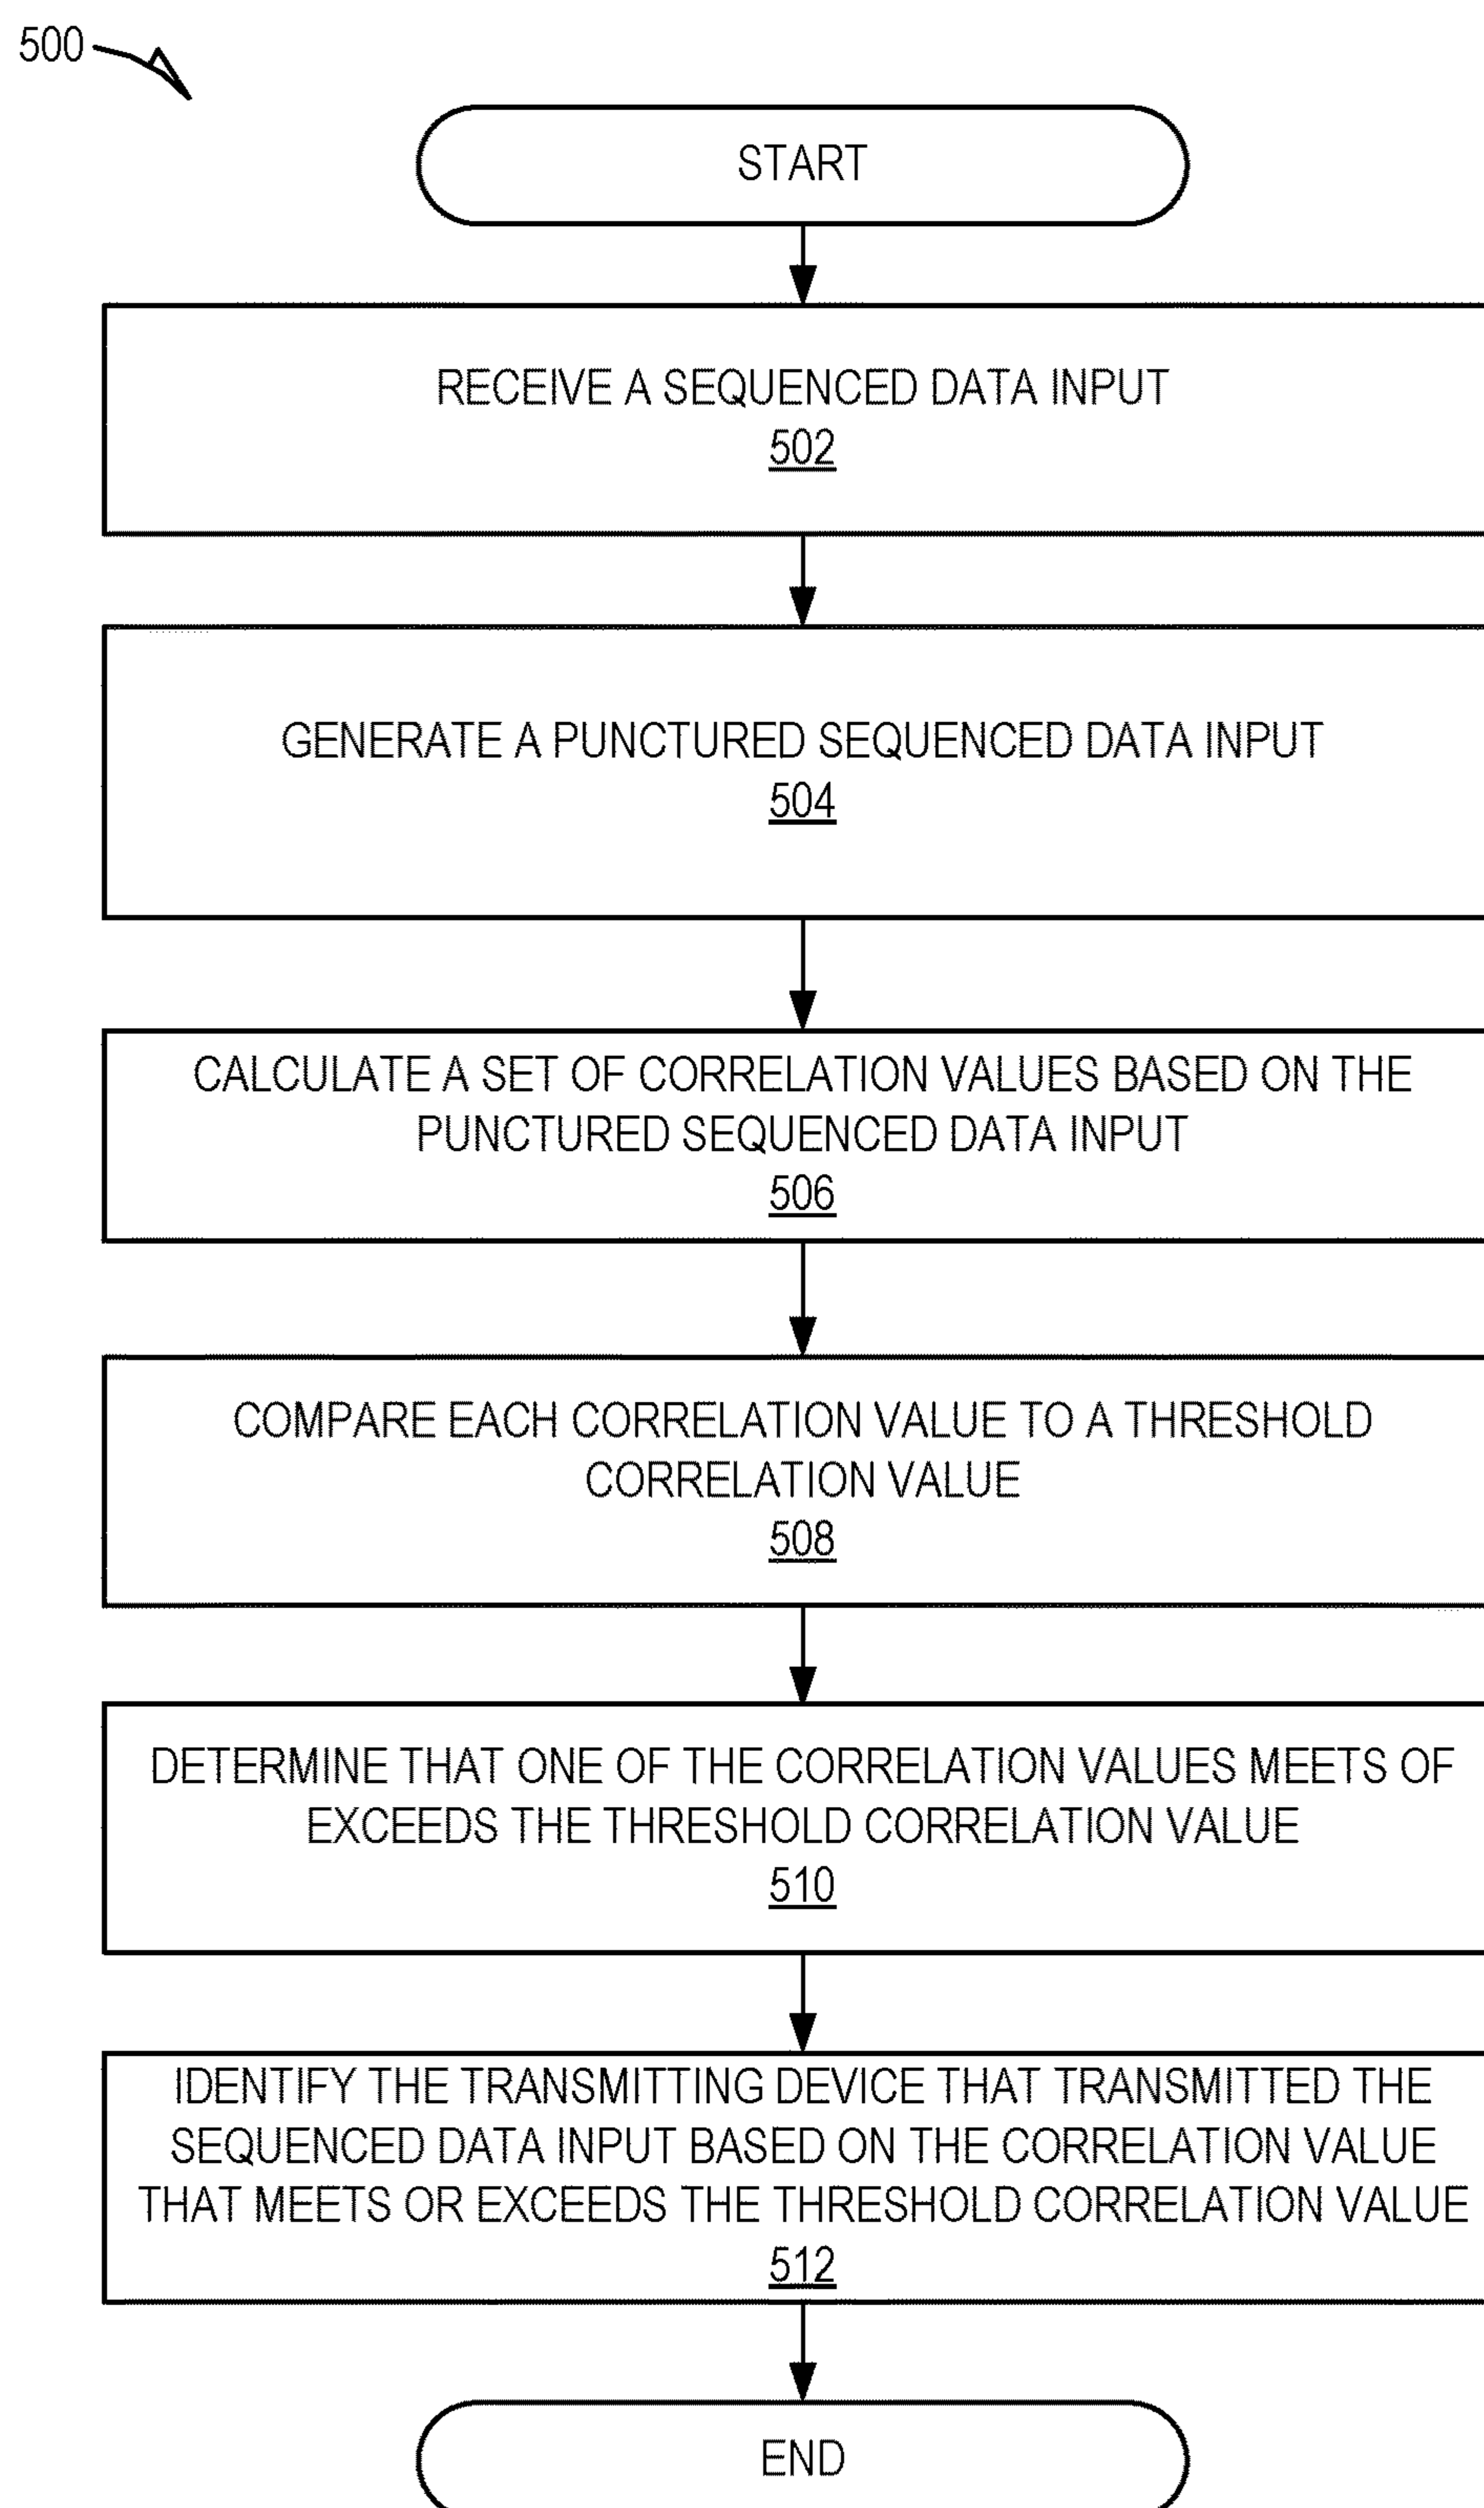 500
START
RECEIVE A SEQUENCED DATA INPUT
502
GENERATE A PUNCTURED SEQUENCED DATA INPUT
504
CALCULATE A SET OF CORRELATION VALUES BASED ON THE
PUNCTURED SEQUENCED DATA INPUT
506
COMPARE EACH CORRELATION VALUE TO A THRESHOLD
CORRELATION VALUE
508
DETERMINE THAT ONE OF THE CORRELATION VALUES MEETS OF
EXCEEDS THE THRESHOLD CORRELATION VALUE
510
IDENTIFY THE TRANSMITTING DEVICE THAT TRANSMITTED THE
SEQUENCED DATA INPUT BASED ON THE CORRELATION VALUE
THAT MEETS OR EXCEEDS THE THRESHOLD CORRELATION VALUE
512
END